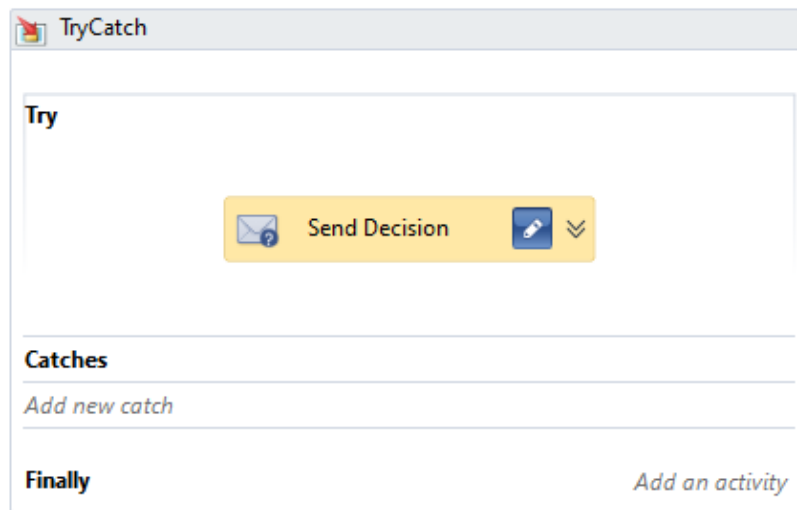 TryCatch
Try
Send Decision
Catches
Add new catch
Finally Add an activity